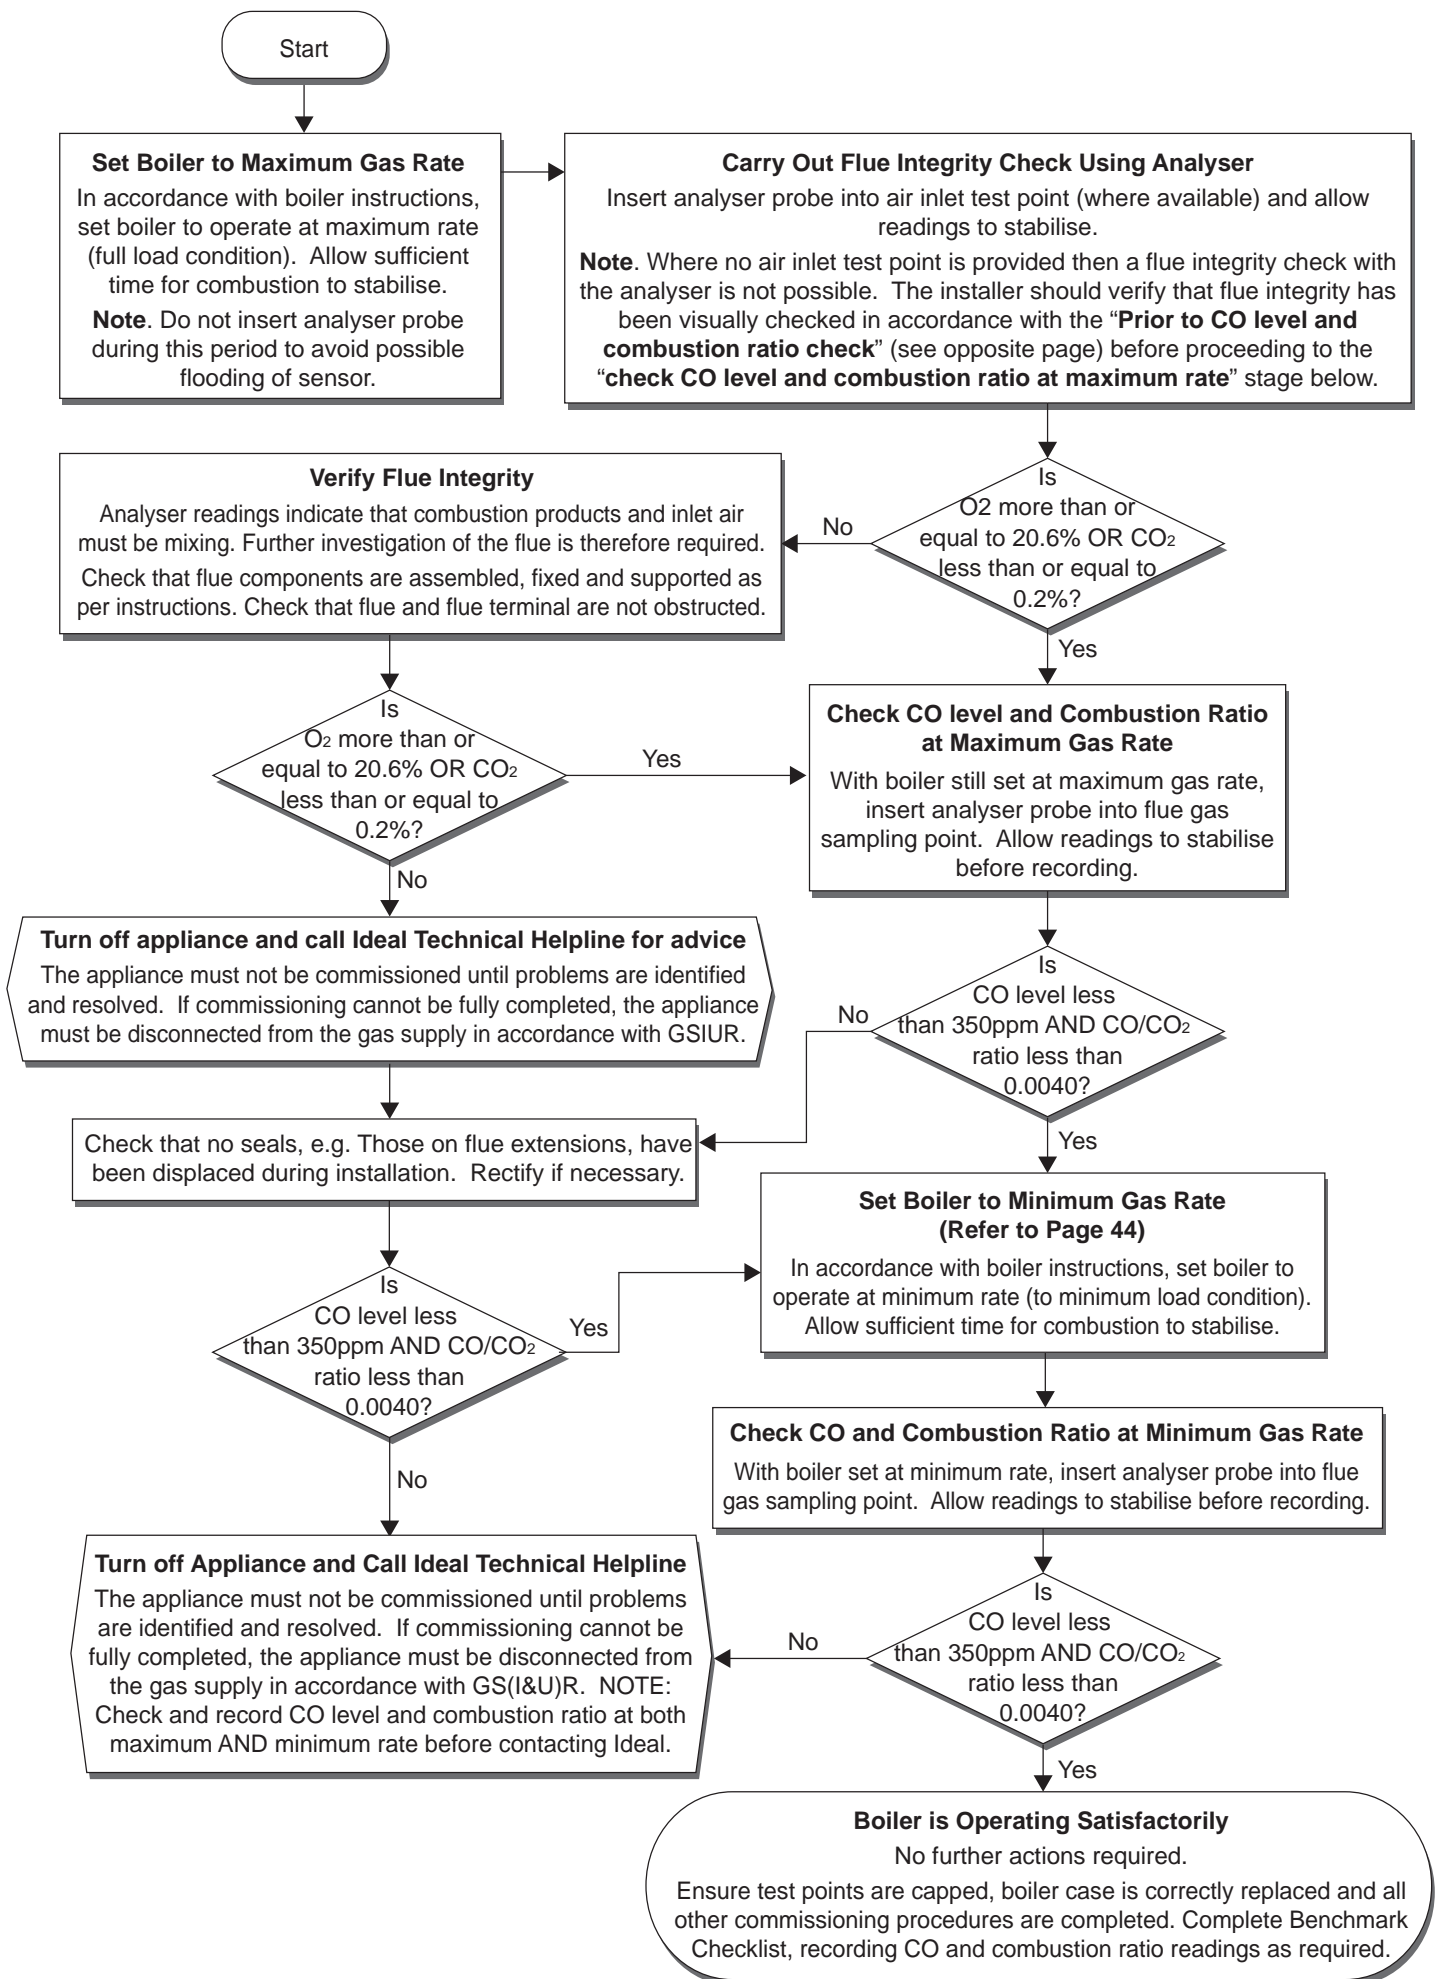 Start
Set Boiler to Maximum Gas Rate
In accordance with boiler instructions,
set boiler to operate at maximum rate
(full load condition).  Allow sufficient
time for combustion to stabilise.
Note. Do not insert analyser probe
during this period to avoid possible
flooding of sensor.
Carry Out Flue Integrity Check Using Analyser
Insert analyser probe into air inlet test point (where available) and allow
readings to stabilise.
Note. Where no air inlet test point is provided then a flue integrity check with
the analyser is not possible.  The installer should verify that flue integrity has
been visually checked in accordance with the “Prior to CO level and
combustion ratio check” (see opposite page) before proceeding to the
“check CO level and combustion ratio at maximum rate” stage below.
Is
O2 more than or
equal to 20.6% OR CO2
less than or equal to
0.2%?
No
Yes
Verify Flue Integrity
Analyser readings indicate that combustion products and inlet air
must be mixing. Further investigation of the flue is therefore required.
Check that flue components are assembled, fixed and supported as
per instructions. Check that flue and flue terminal are not obstructed.
Is
O2 more than or
equal to 20.6% OR CO2
less than or equal to
0.2%?
Yes
No
Check CO level and Combustion Ratio
at Maximum Gas Rate
With boiler still set at maximum gas rate,
insert analyser probe into flue gas
sampling point.  Allow readings to stabilise
before recording.
Turn off appliance and call Ideal Technical Helpline for advice
The appliance must not be commissioned until problems are identified
and resolved.  If commissioning cannot be fully completed, the appliance
must be disconnected from the gas supply in accordance with GSIUR.
Is
CO level less
than 350ppm AND CO/CO2
ratio less than
0.0040?
No
Yes
Check that no seals, e.g. Those on flue extensions, have
been displaced during installation.  Rectify if necessary.
Set Boiler to Minimum Gas Rate
(Refer to Page 44)
In accordance with boiler instructions, set boiler to
operate at minimum rate (to minimum load condition).
Allow sufficient time for combustion to stabilise.
Is
CO level less
than 350ppm AND CO/CO2
ratio less than
0.0040?
Yes
No
Check CO and Combustion Ratio at Minimum Gas Rate
With boiler set at minimum rate, insert analyser probe into flue
gas sampling point.  Allow readings to stabilise before recording.
Turn off Appliance and Call Ideal Technical Helpline
The appliance must not be commissioned until problems
are identified and resolved.  If commissioning cannot be
fully completed, the appliance must be disconnected from
the gas supply in accordance with GS(I&U)R.  NOTE:
Check and record CO level and combustion ratio at both
maximum AND minimum rate before contacting Ideal.
Is
CO level less
than 350ppm AND CO/CO2
ratio less than
0.0040?
No
Yes
Boiler is Operating Satisfactorily
No further actions required.
Ensure test points are capped, boiler case is correctly replaced and all
other commissioning procedures are completed. Complete Benchmark
Checklist, recording CO and combustion ratio readings as required.